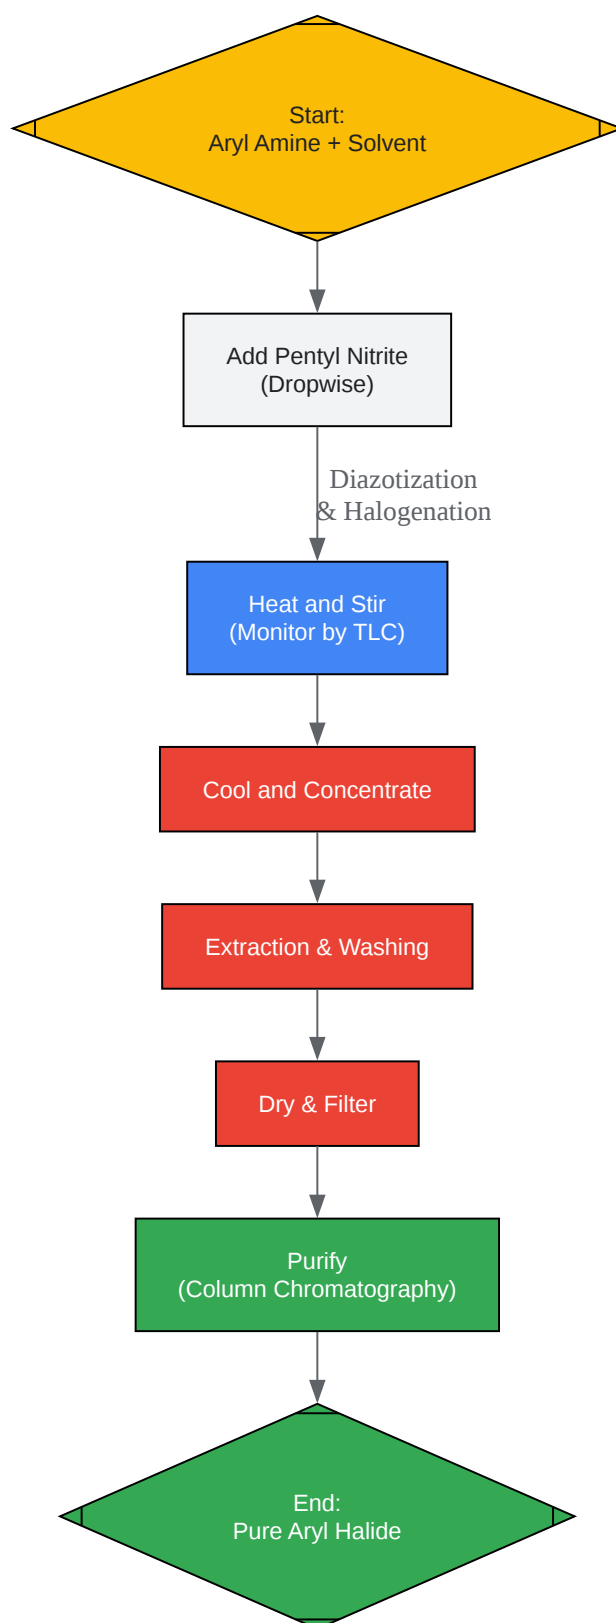 Start:
Aryl Amine + Solvent
Add Pentyl Nitrite
(Dropwise)
Diazotization
& Halogenation
Heat and Stir
(Monitor by TLC)
Cool and Concentrate
Extraction & Washing
Dry & Filter
Purify
(Column Chromatography)
End:
Pure Aryl Halide